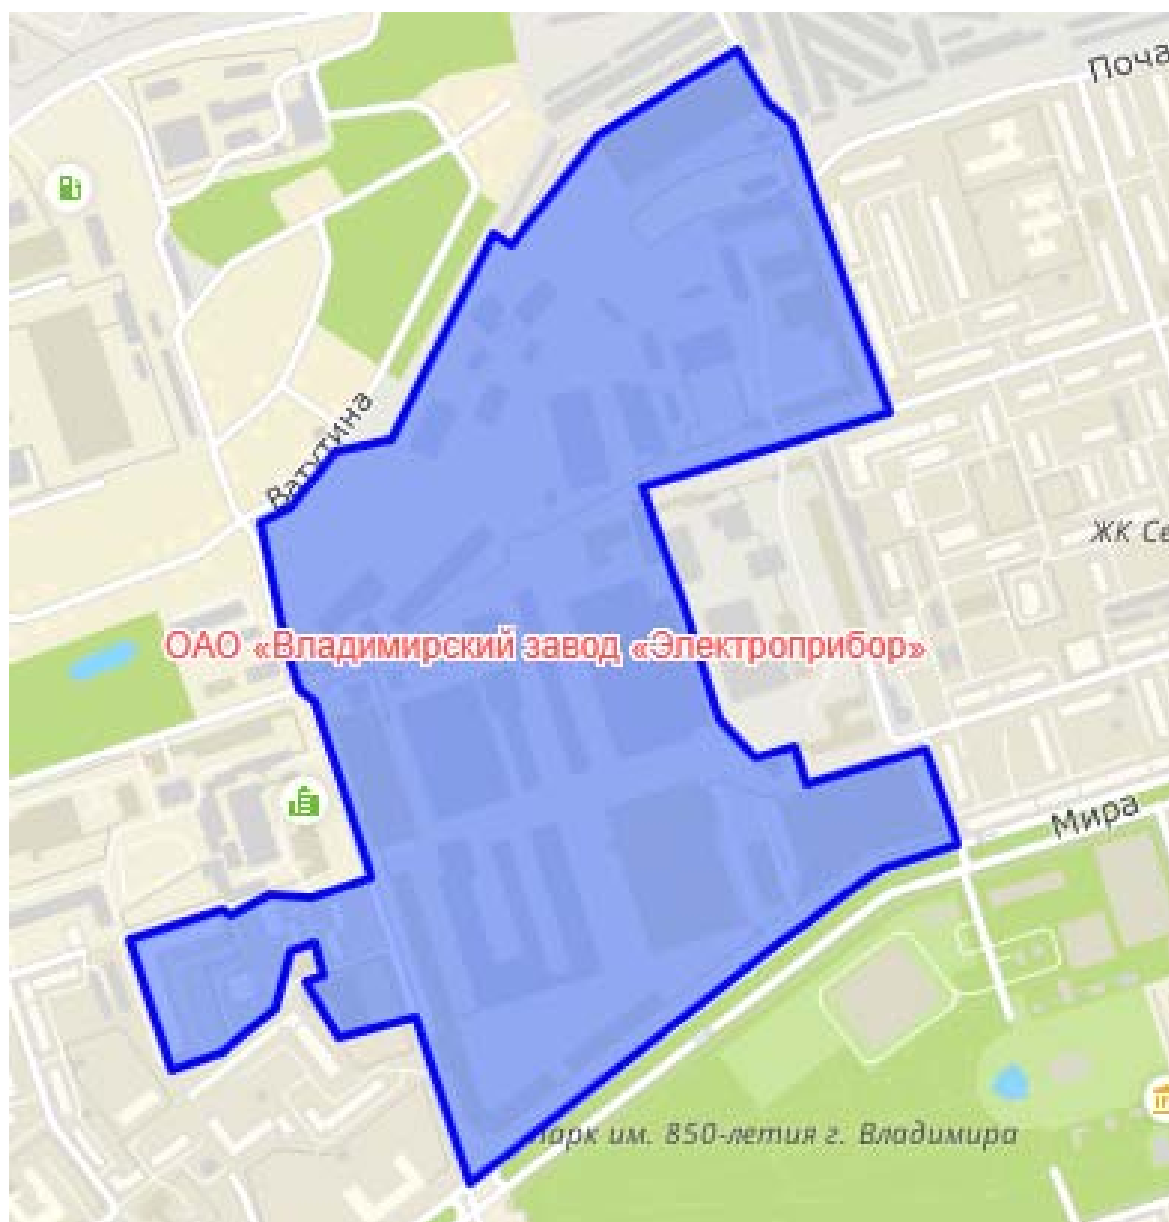 Поча
Ватутина
ЖК Се
ОАО «Владимирский завод «Электроприбор»
Мира
парк им. 850-летия г. Владимира